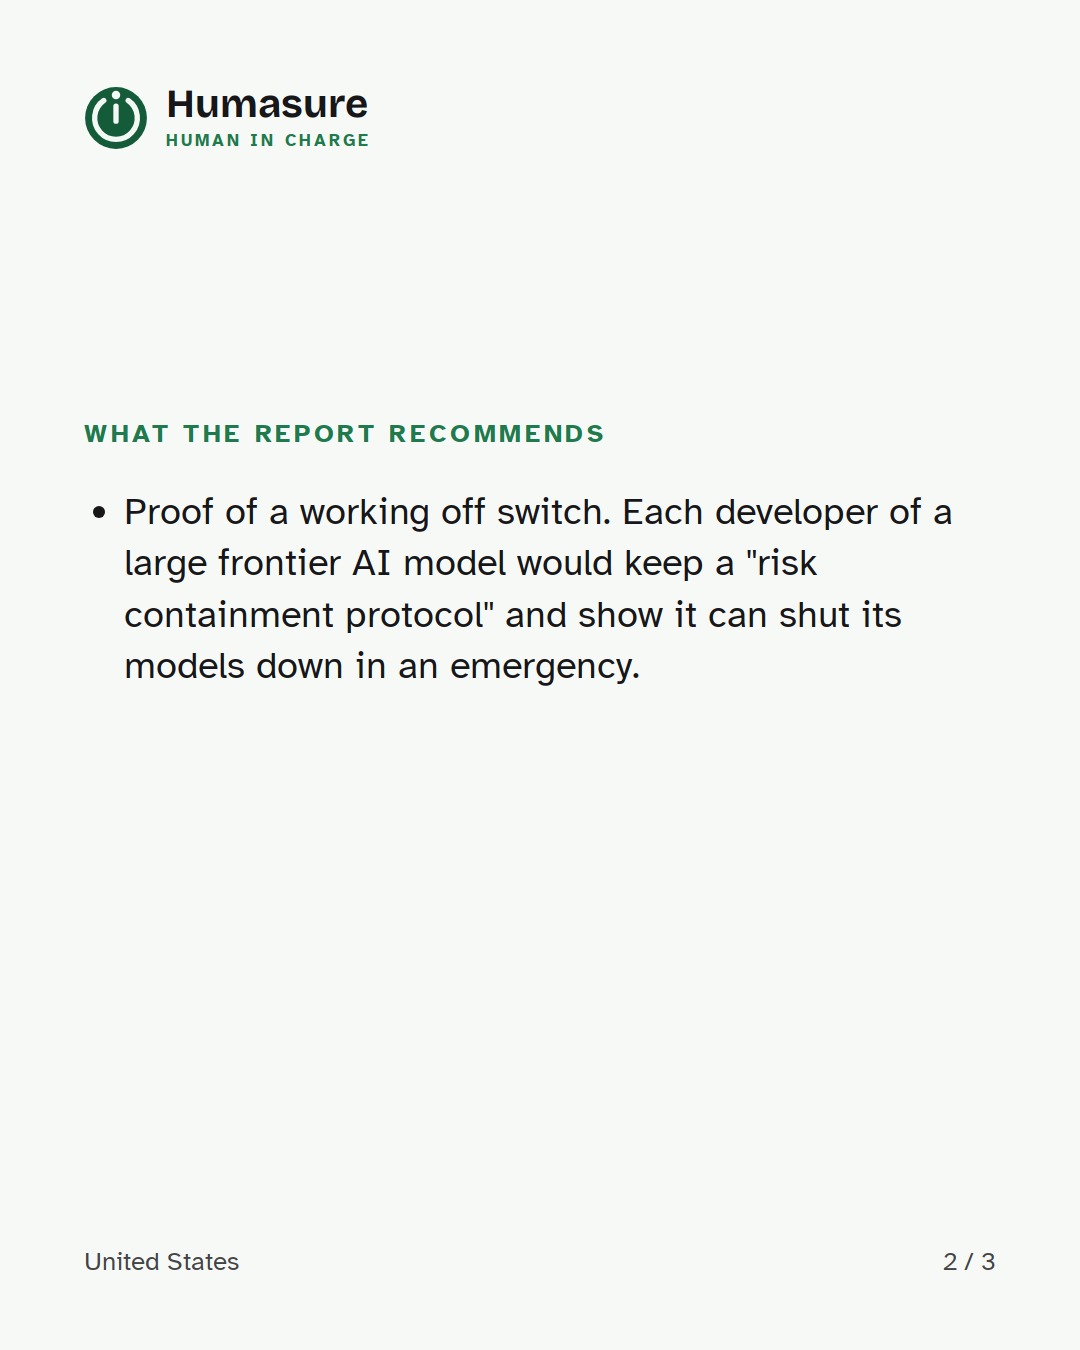 Humasure
HUMAN IN CHARGE
WHAT THE REPORT RECOMMENDS
• Proof of a working off switch. Each developer of a
large frontier AI model would keep a "risk
containment protocol" and show it can shut its
models down in an emergency.
United States
2 / 3